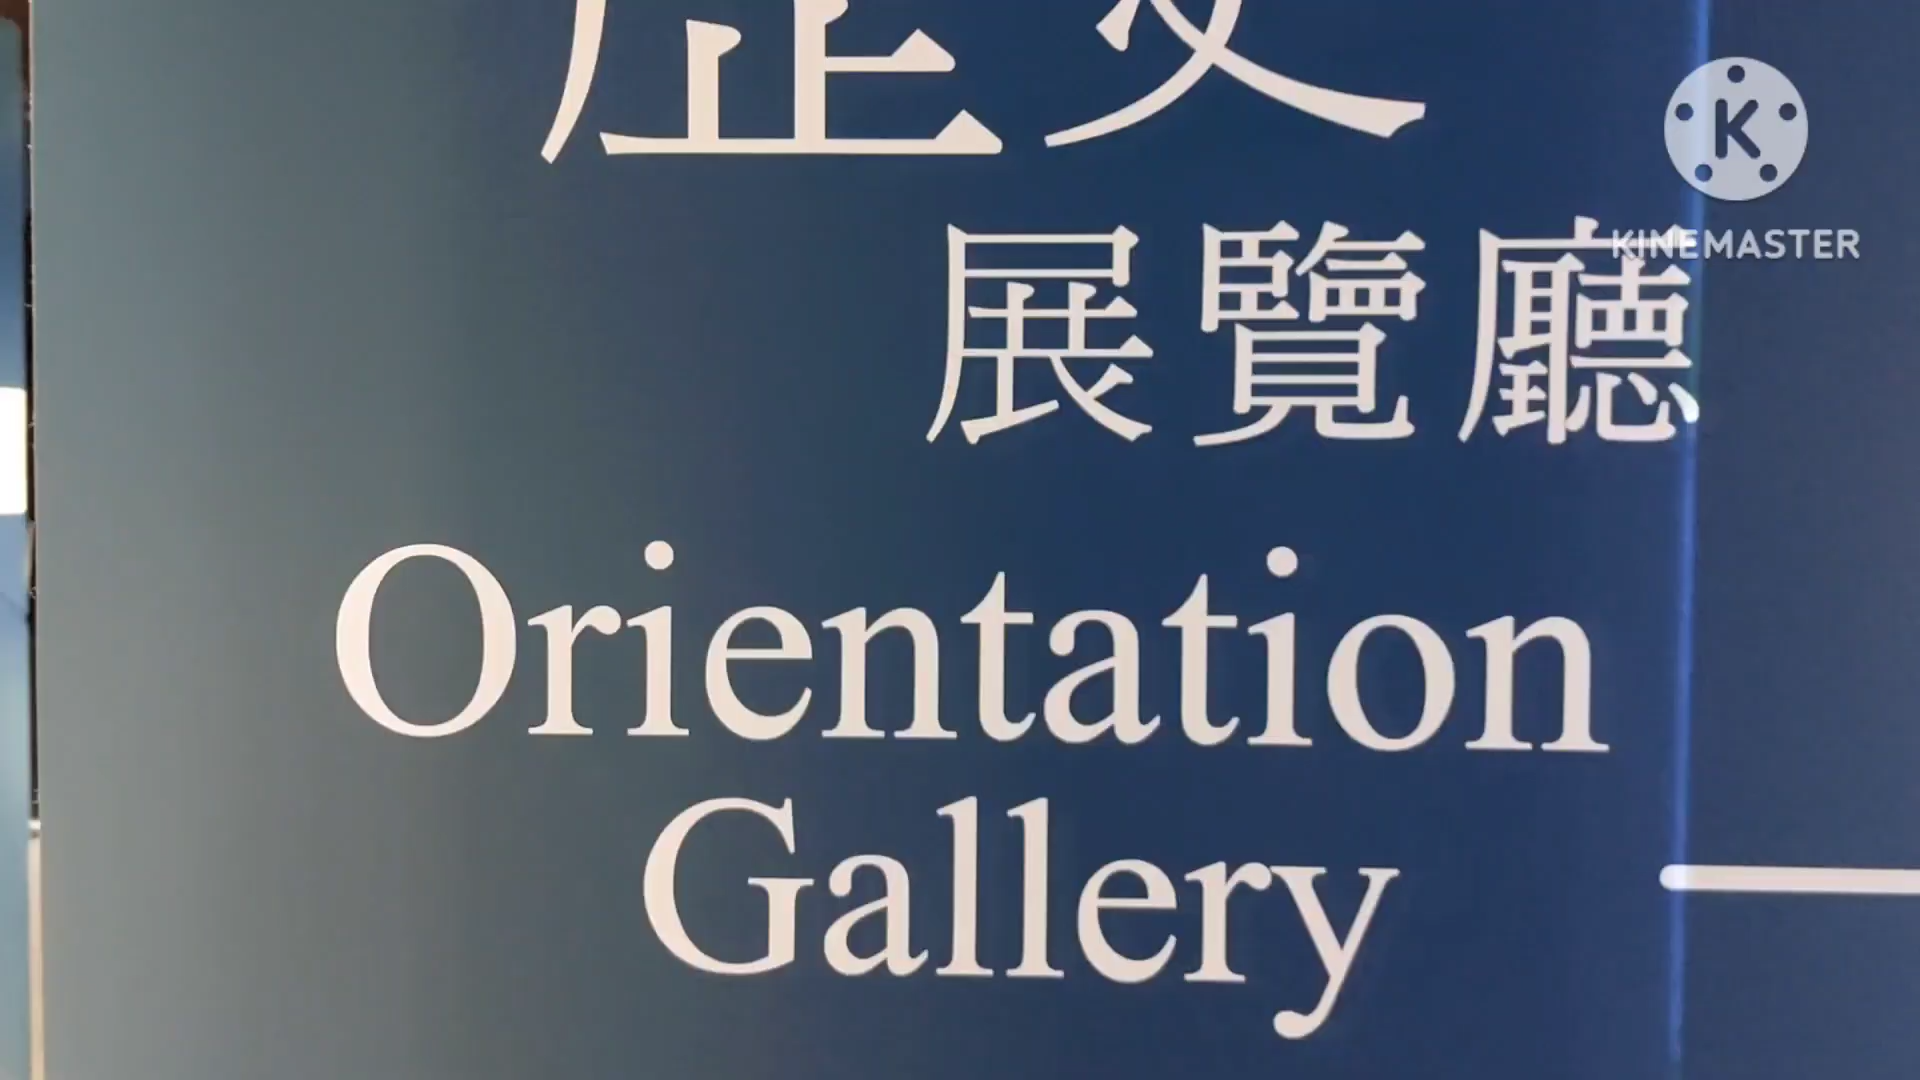 展覽廳
Orientation
Gallery
K
KINEMASTER